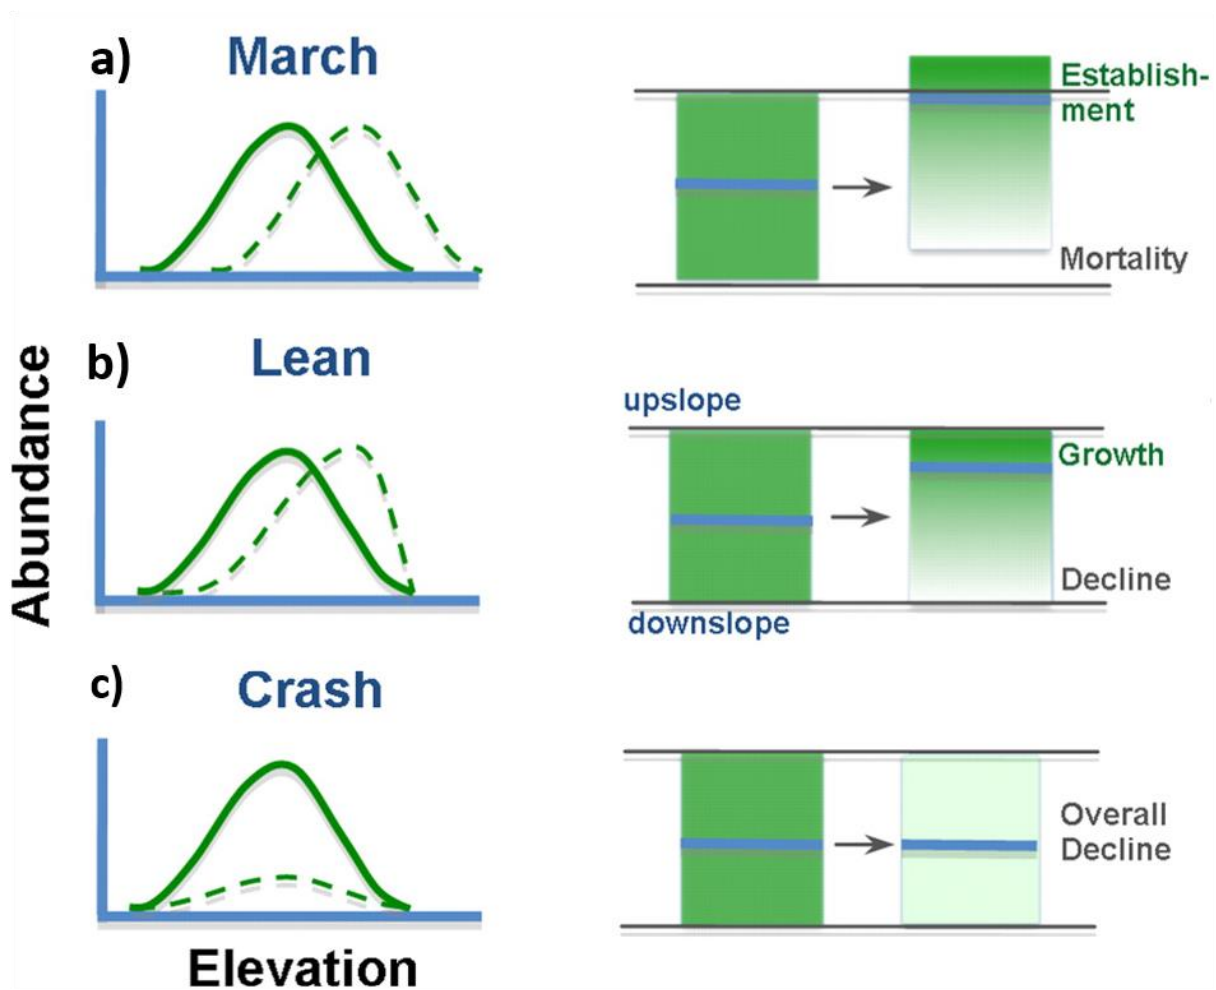 a)
March
Establish-
ment
Mortality
b)
Lean
upslope
Growth
Decline
downslope
c)
Crash
Overall
Decline
Abundance
Elevation